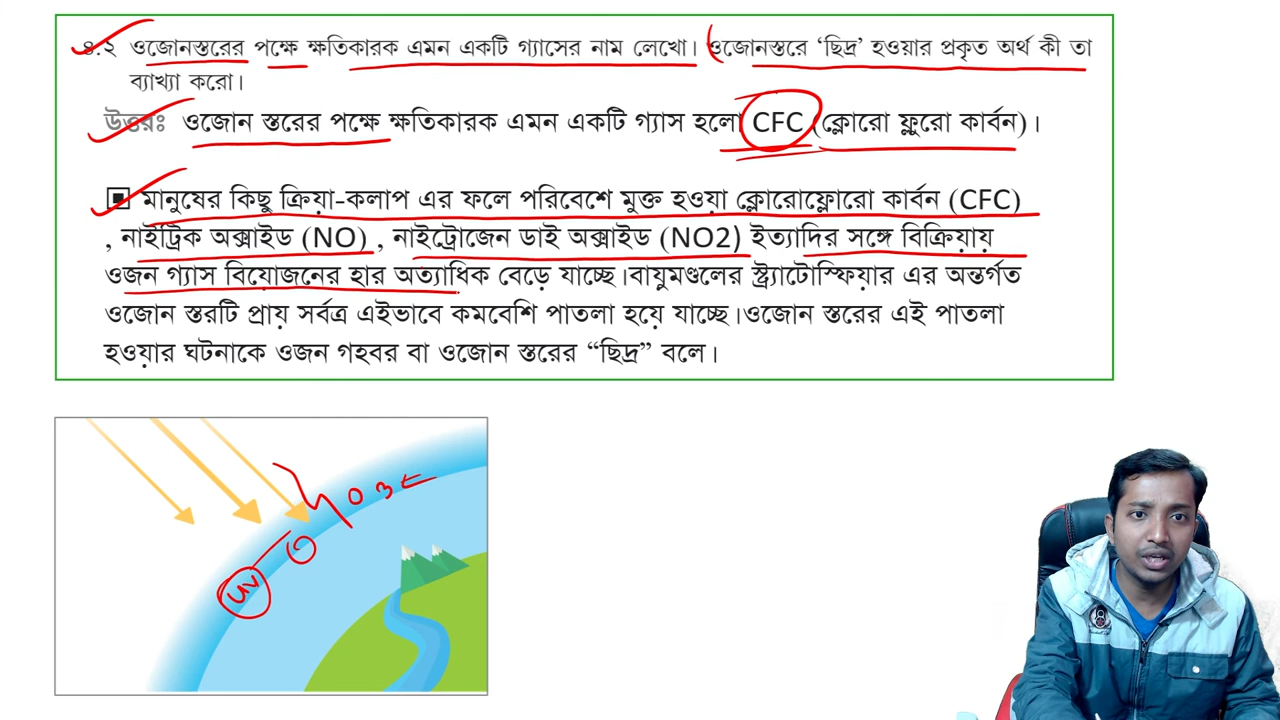 ৪.২ ওজোনস্তরের পক্ষে ক্ষতিকারক এমন একটি গ্যাসের নাম লেখো। ওজোনস্তরে ‘ছিদ্র’ হওয়ার প্রকৃত অর্থ কী তা
ব্যাখ্যা করো।
উত্তরঃ ওজোন স্তরের পক্ষে ক্ষতিকারক এমন একটি গ্যাস হলো CFC (ক্লোরো ফ্লুরো কার্বন)।
মানুষের কিছু ক্রিয়া-কলাপ এর ফলে পরিবেশে মুক্ত হওয়া ক্লোরোফ্লোরো কার্বন (CFC)
, নাইট্রিক অক্সাইড (NO) , নাইট্রোজেন ডাই অক্সাইড (NO2) ইত্যাদির সঙ্গে বিক্রিয়ায়
ওজন গ্যাস বিযোজনের হার অত্যাধিক বেড়ে যাচ্ছে।বায়ুমণ্ডলের স্ট্র্যাটোস্ফিয়ার এর অন্তর্গত
ওজোন স্তরটি প্রায় সর্বত্র এইভাবে কমবেশি পাতলা হয়ে যাচ্ছে।ওজোন স্তরের এই পাতলা
হওয়ার ঘটনাকে ওজন গহবর বা ওজোন স্তরের “ছিদ্র” বলে।
O3
UV